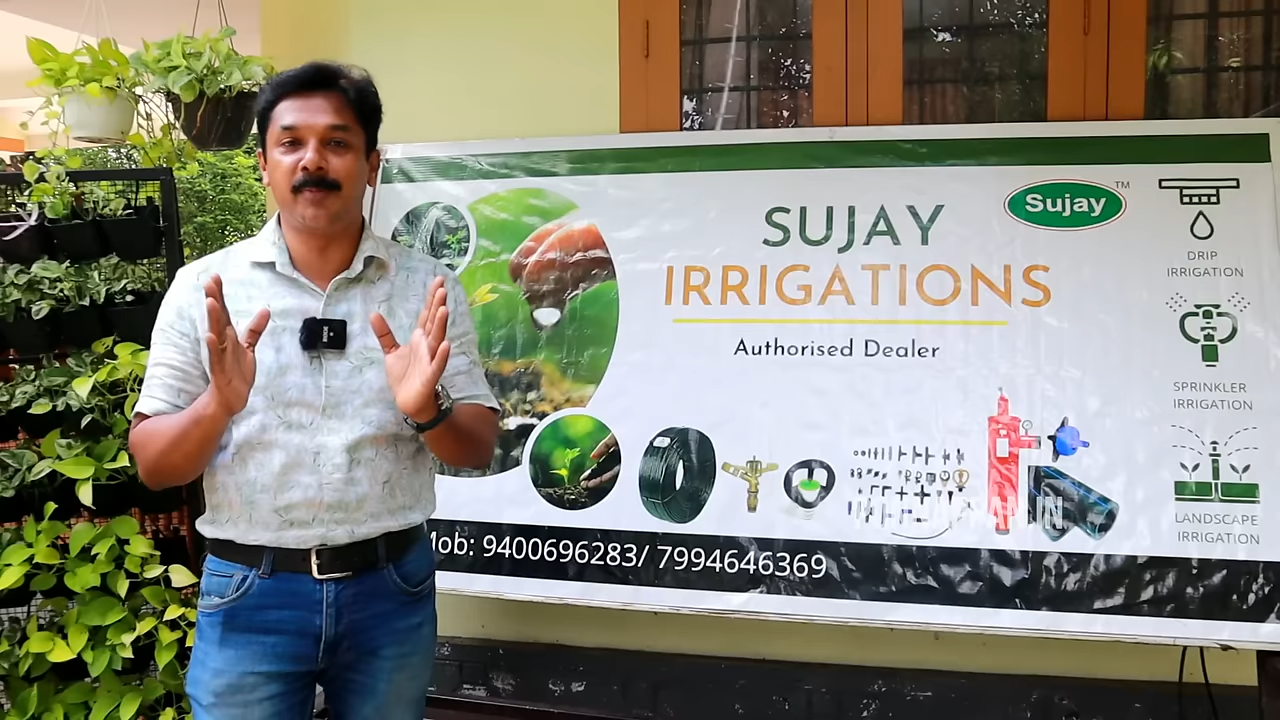 SUJAY
IRRIGATIONS
Authorised Dealer
Sujay TM
DRIP
IRRIGATION
SPRINKLER
IRRIGATION
LANDSCAPE
IRRIGATION
Mob: 9400696283/ 7994646369